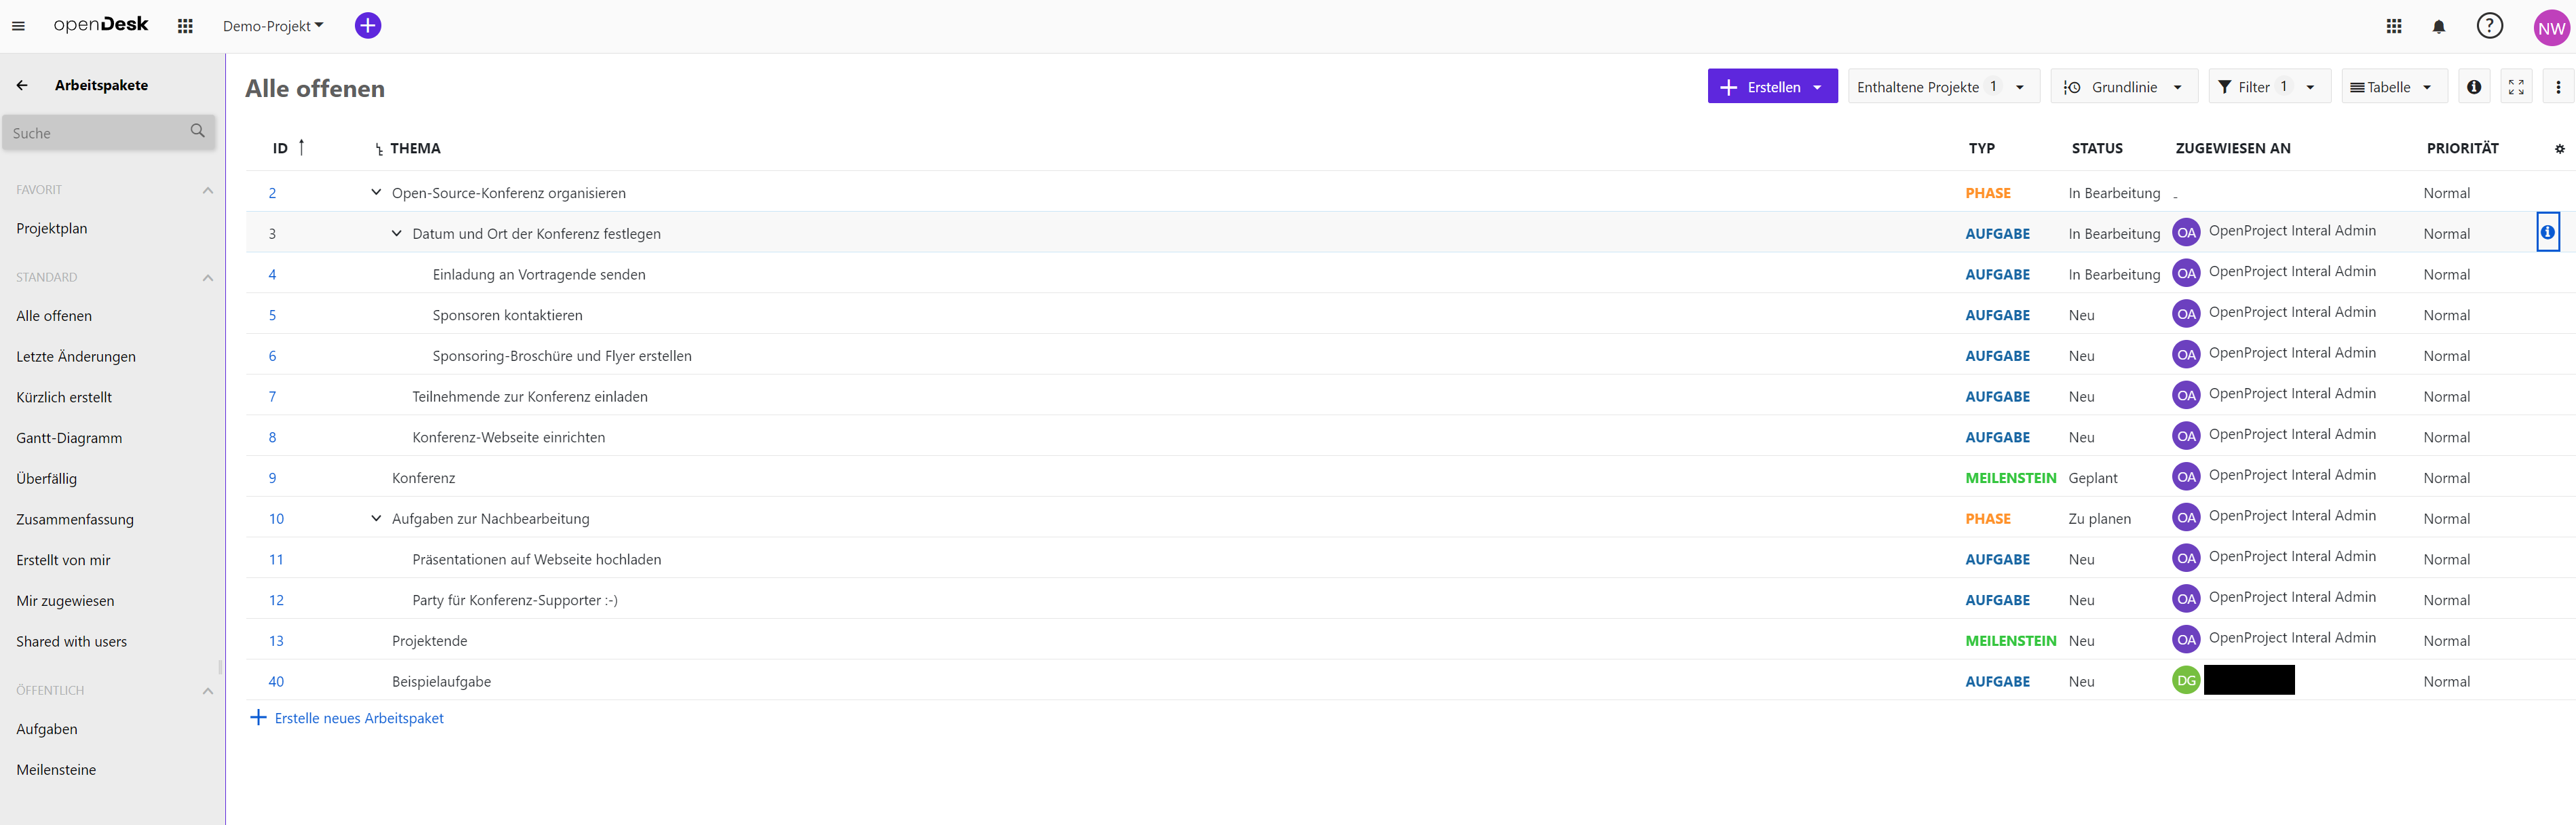 openDesk Demo-Projekt NW
Arbeitspakete
Suche
FAVORIT
Projektplan
STANDARD
Alle offenen
Letzte Änderungen
Kürzlich erstellt
Gantt-Diagramm
Überfällig
Zusammenfassung
Erstellt von mir
Mir zugewiesen
Shared with users
ÖFFENTLICH
Aufgaben
Meilensteine
Alle offenen
Erstellen Enthaltene Projekte 1 Grundlinie Filter 1 Tabelle
ID THEMA TYP STATUS ZUGEWIESEN AN PRIORITÄT
2 Open-Source-Konferenz organisieren PHASE In Bearbeitung - Normal
3 Datum und Ort der Konferenz festlegen AUFGABE In Bearbeitung OA OpenProject Interal Admin Normal
4 Einladung an Vortragende senden AUFGABE In Bearbeitung OA OpenProject Interal Admin Normal
5 Sponsoren kontaktieren AUFGABE Neu OA OpenProject Interal Admin Normal
6 Sponsoring-Broschüre und Flyer erstellen AUFGABE Neu OA OpenProject Interal Admin Normal
7 Teilnehmende zur Konferenz einladen AUFGABE Neu OA OpenProject Interal Admin Normal
8 Konferenz-Webseite einrichten AUFGABE Neu OA OpenProject Interal Admin Normal
9 Konferenz MEILENSTEIN Geplant OA OpenProject Interal Admin Normal
10 Aufgaben zur Nachbearbeitung PHASE Zu planen OA OpenProject Interal Admin Normal
11 Präsentationen auf Webseite hochladen AUFGABE Neu OA OpenProject Interal Admin Normal
12 Party für Konferenz-Supporter :-) AUFGABE Neu OA OpenProject Interal Admin Normal
13 Projektende MEILENSTEIN Neu OA OpenProject Interal Admin Normal
40 Beispielaufgabe AUFGABE Neu DG Normal
Erstelle neues Arbeitspaket